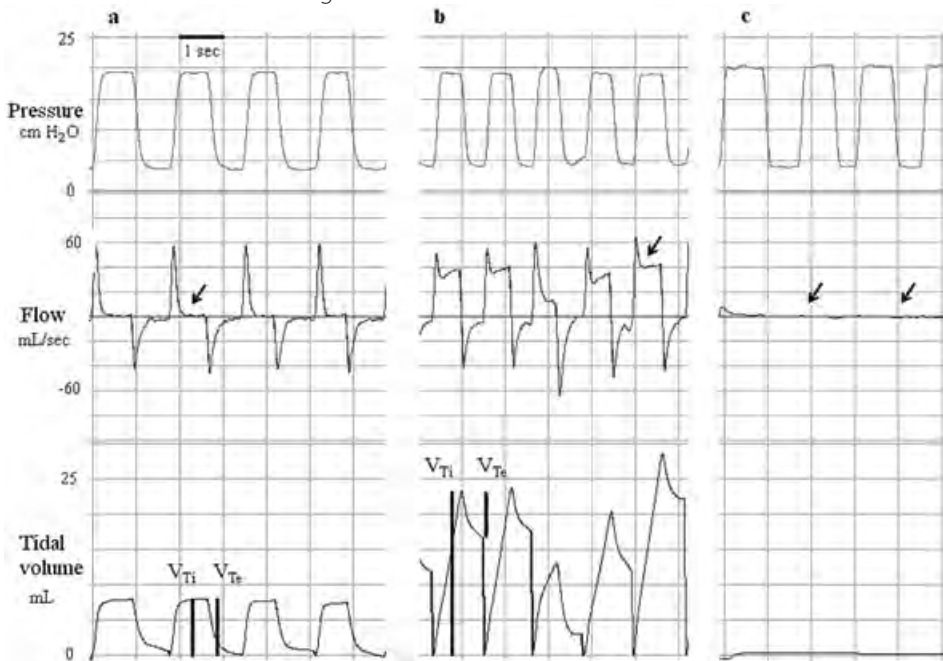 a b c
25
1 sec
Pressure
cm H2O
0
60
Flow
mL/sec
-60
VTi VTe
25
Tidal
volume
VTi VTe
mL
0